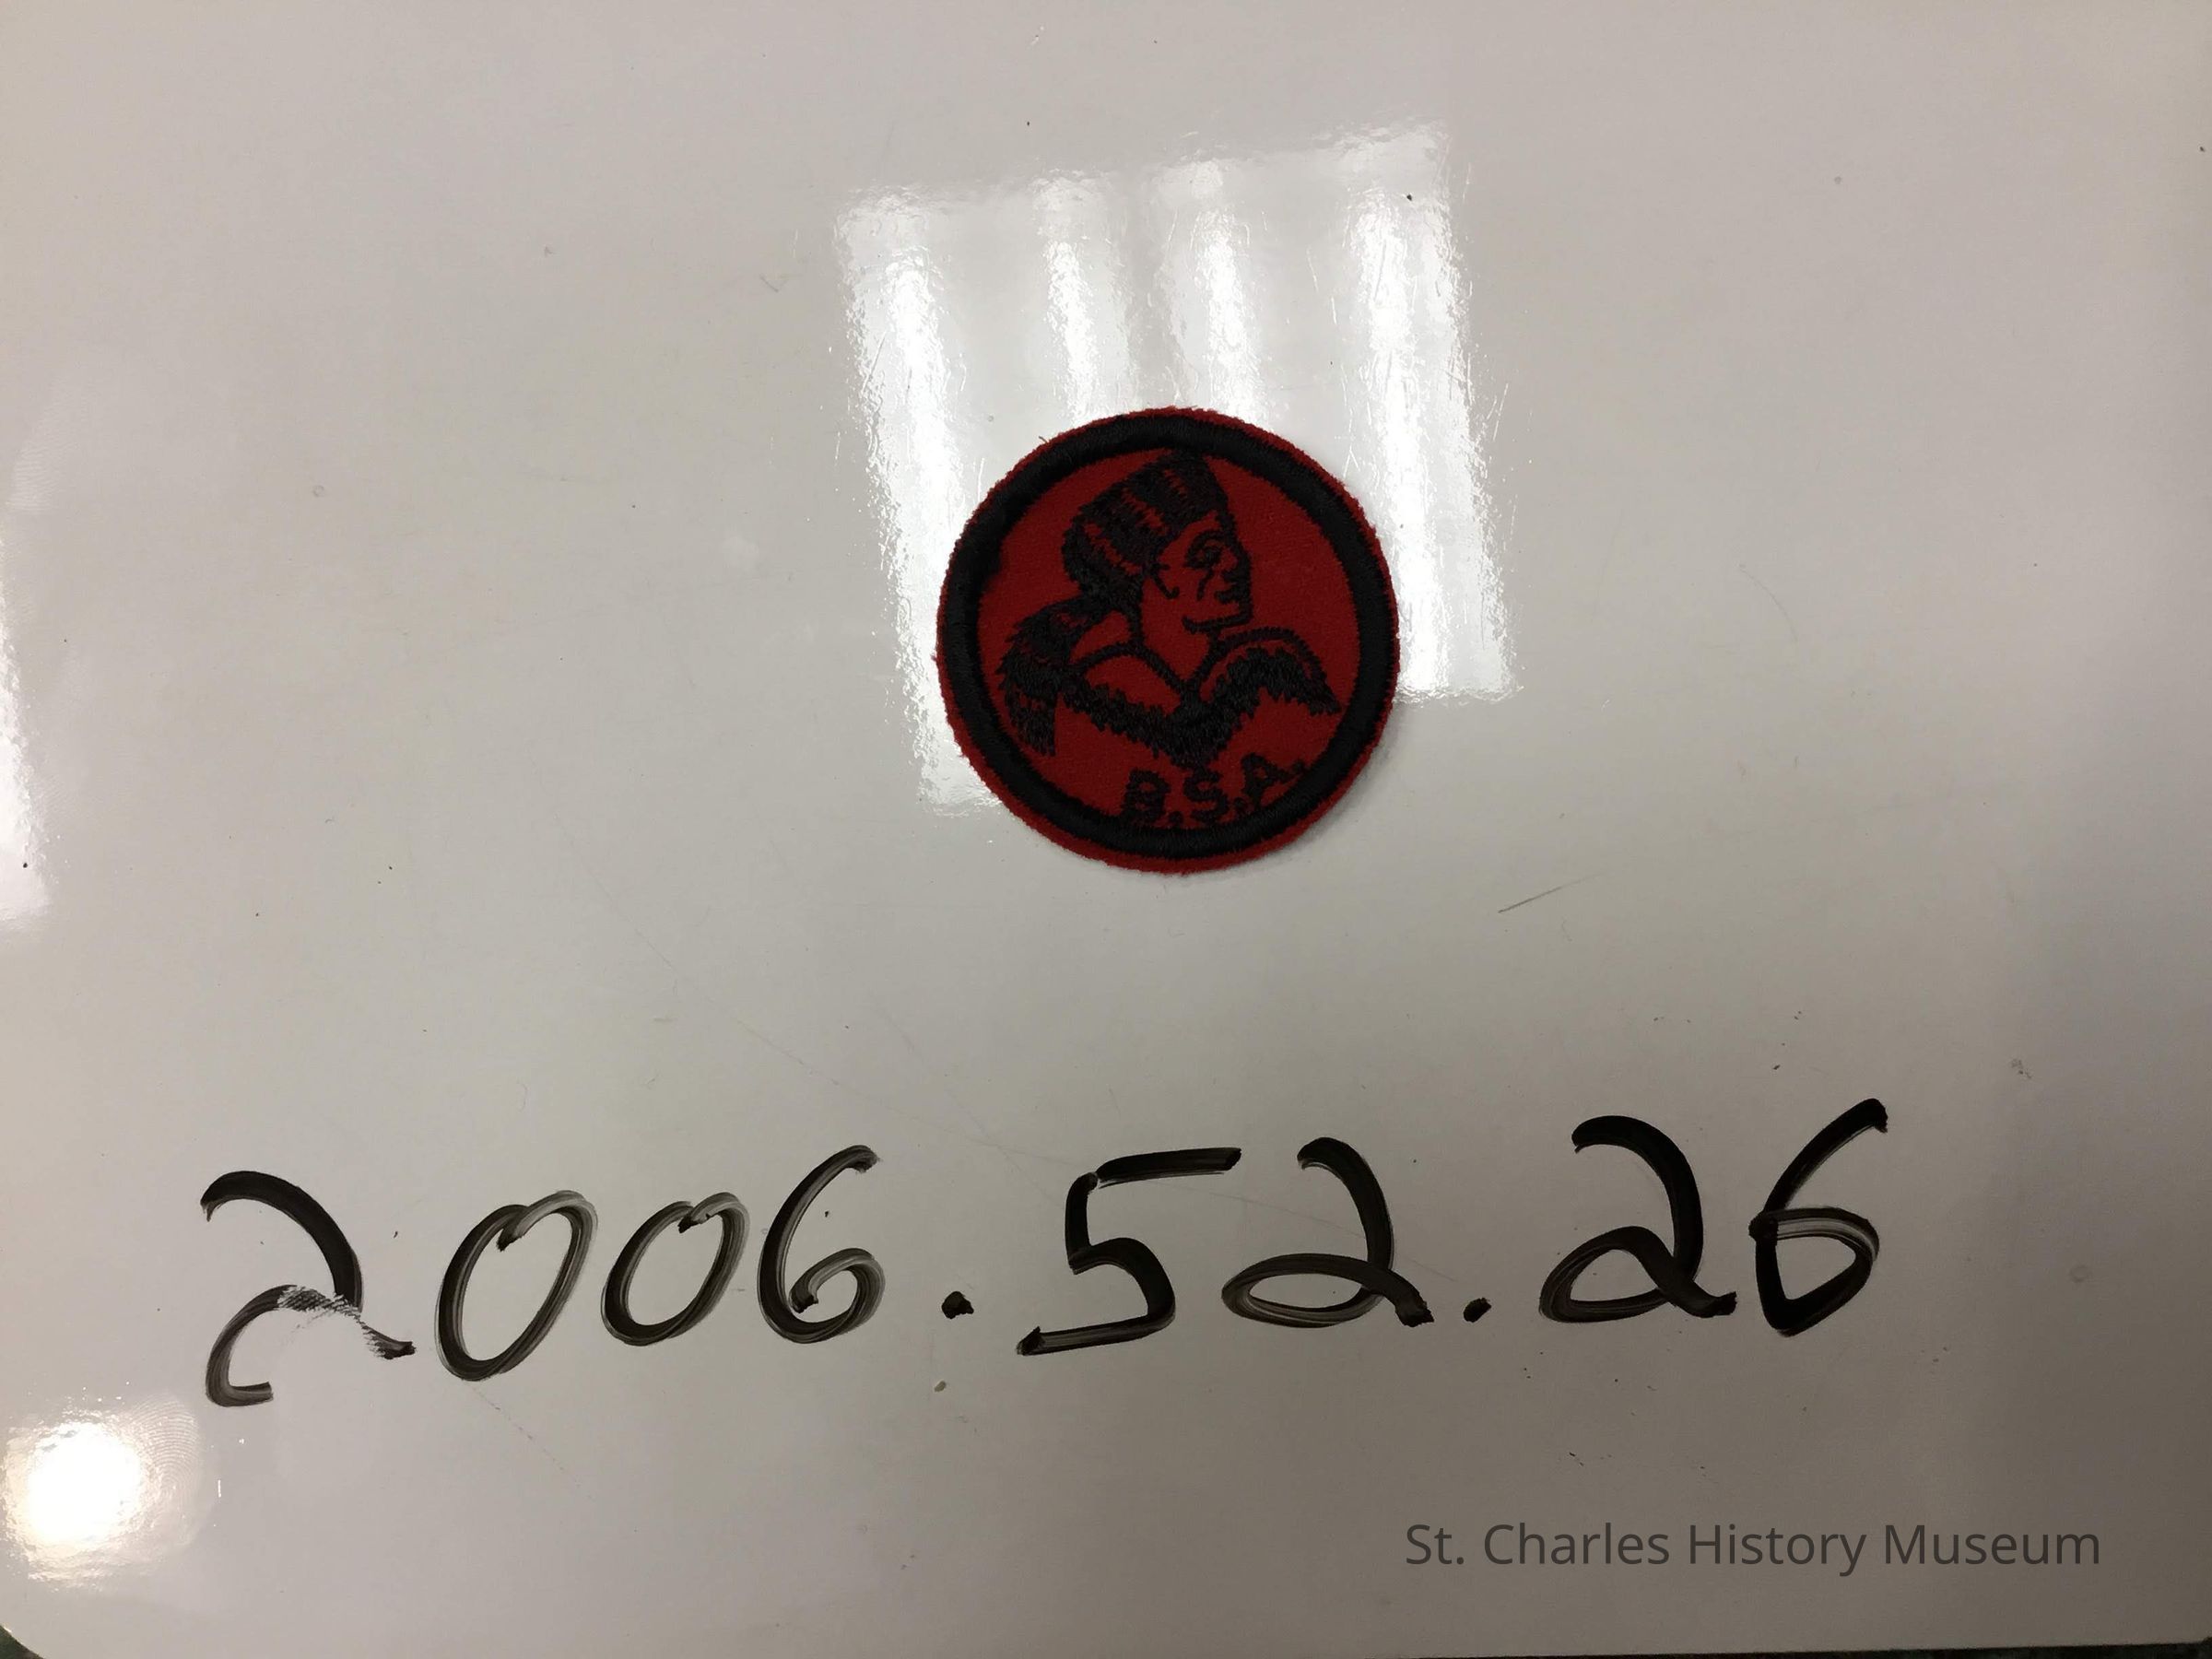 B.S.A.
2006.52.26
St. Charles History Museum